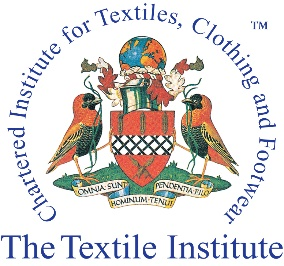 Chartered Institute for Textiles, Clothing and Footwear
TM
OMNIA SUNT HOMINUM TENUI PENDENTIA FILO
The Textile Institute